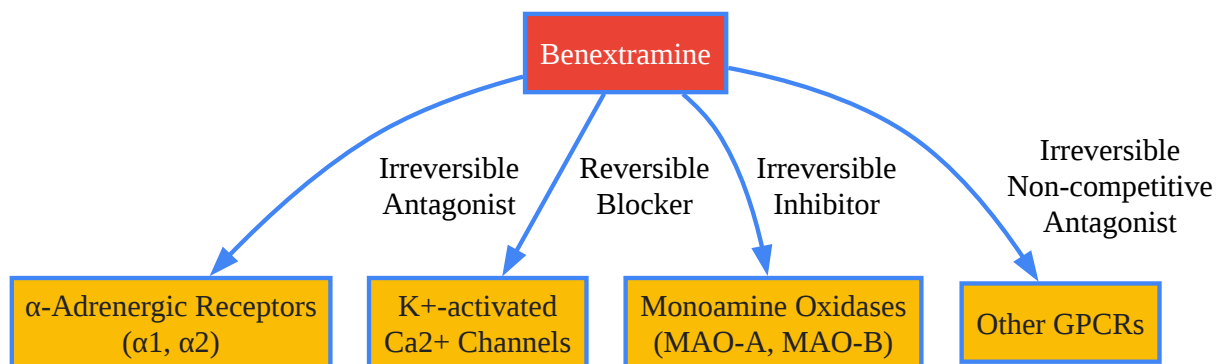 Benextramine
Irreversible
Antagonist
Reversible
Blocker
Irreversible
Inhibitor
Irreversible
Non-competitive
Antagonist
α-Adrenergic Receptors
(α1, α2)
K+-activated
Ca2+ Channels
Monoamine Oxidases
(MAO-A, MAO-B)
Other GPCRs